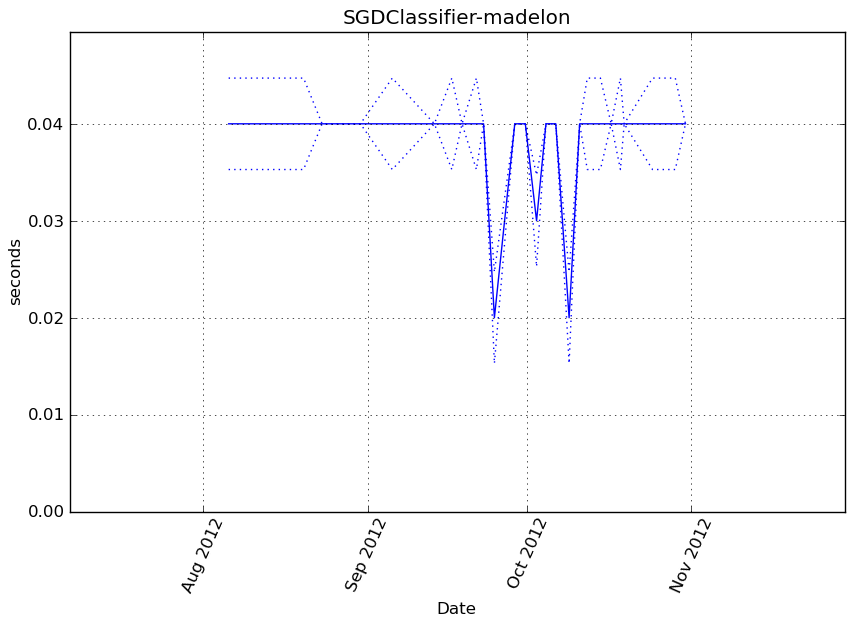 SGDClassifier-madelon
seconds
0.04
0.03
0.02
0.01
0.00
Aug 2012
Sep 2012
Oct 2012
Nov 2012
Date